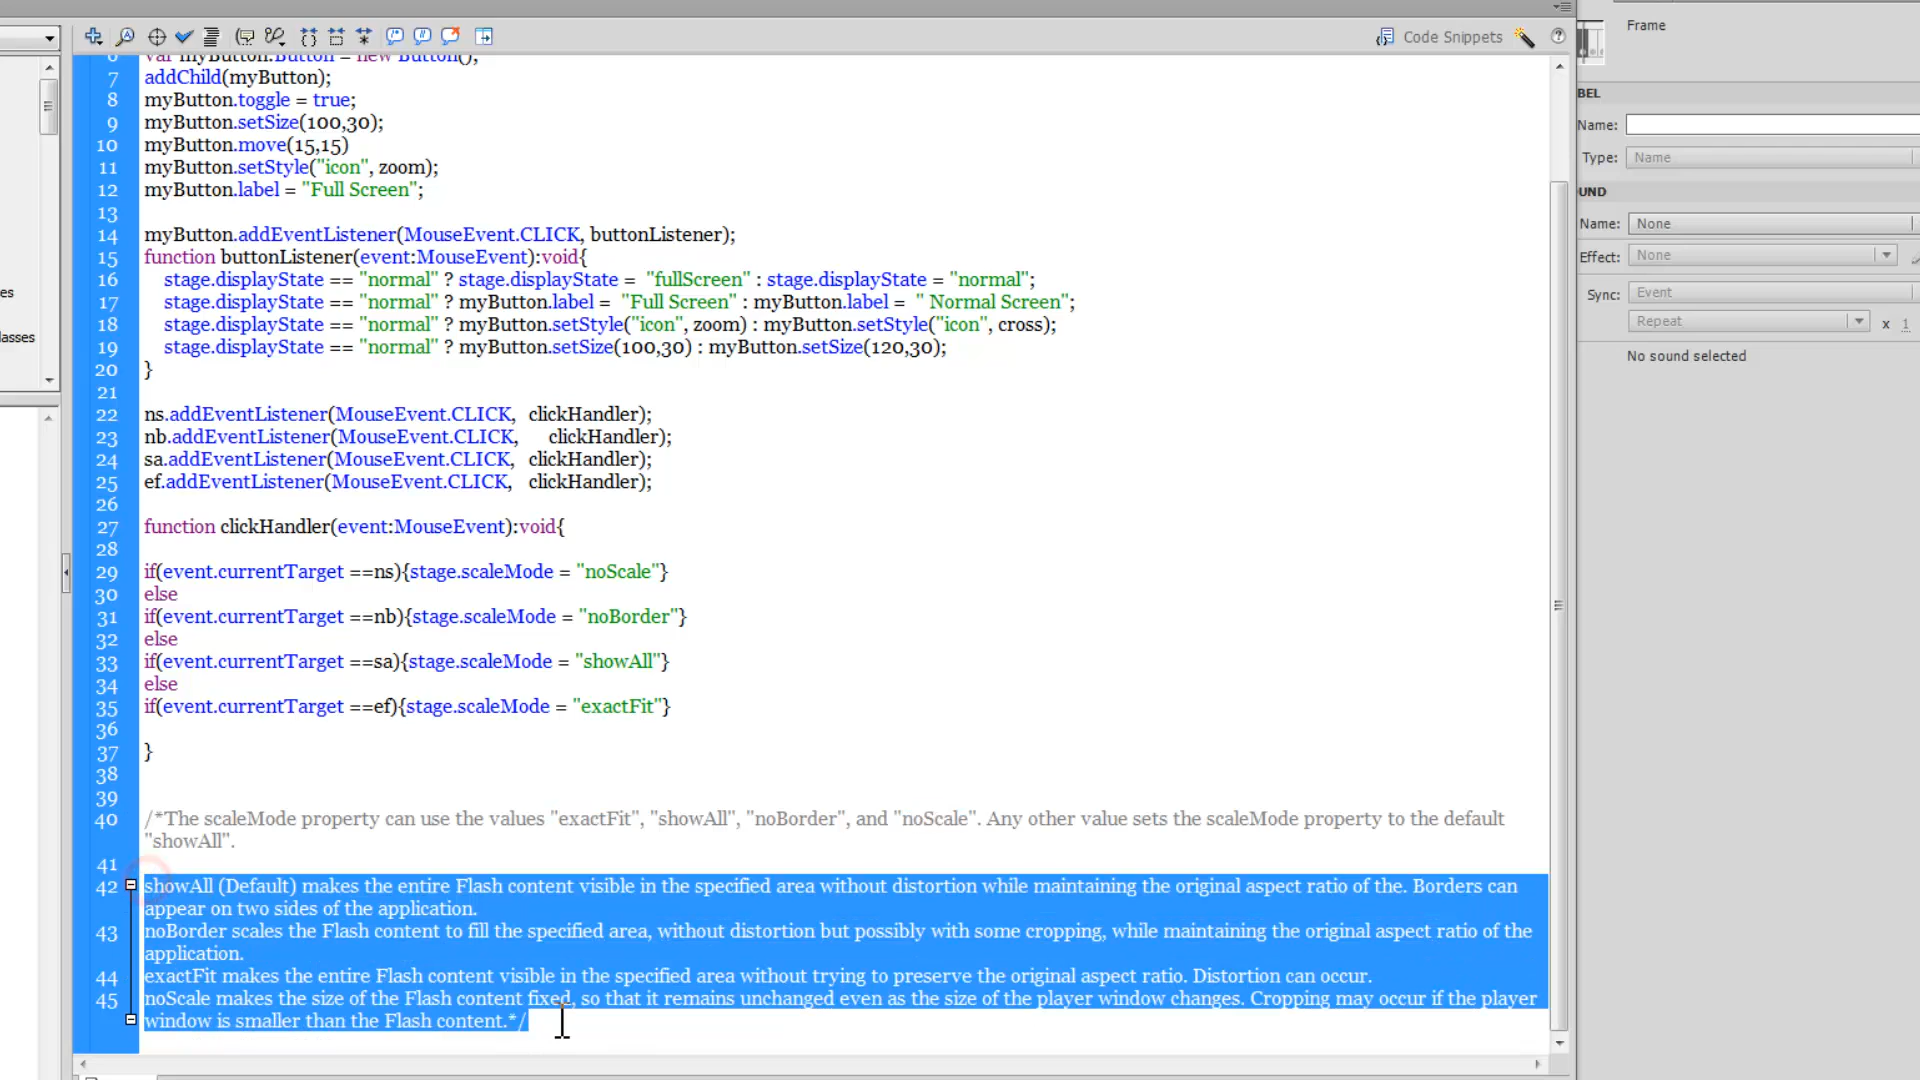 Code Snippets
Frame
6 var myButton:Button = new Button();
7 addChild(myButton);
8 myButton.toggle = true;
9 myButton.setSize(100,30);
10 myButton.move(15,15)
11 myButton.setStyle("icon", zoom);
12 myButton.label = "Full Screen";
13
14 myButton.addEventListener(MouseEvent.CLICK, buttonListener);
15 function buttonListener(event:MouseEvent):void{
16 stage.displayState == "normal" ? stage.displayState = "fullScreen" : stage.displayState = "normal";
17 stage.displayState == "normal" ? myButton.label = "Full Screen" : myButton.label = " Normal Screen";
18 stage.displayState == "normal" ? myButton.setStyle("icon", zoom) : myButton.setStyle("icon", cross);
19 stage.displayState == "normal" ? myButton.setSize(100,30) : myButton.setSize(120,30);
20 }
21
22 ns.addEventListener(MouseEvent.CLICK, clickHandler);
23 nb.addEventListener(MouseEvent.CLICK, clickHandler);
24 sa.addEventListener(MouseEvent.CLICK, clickHandler);
25 ef.addEventListener(MouseEvent.CLICK, clickHandler);
26
27 function clickHandler(event:MouseEvent):void{
28
29 if(event.currentTarget ==ns){stage.scaleMode = "noScale"}
30 else
31 if(event.currentTarget ==nb){stage.scaleMode = "noBorder"}
32 else
33 if(event.currentTarget ==sa){stage.scaleMode = "showAll"}
34 else
35 if(event.currentTarget ==ef){stage.scaleMode = "exactFit"}
36
37 }
38
39
40 /*The scaleMode property can use the values "exactFit", "showAll", "noBorder", and "noScale". Any other value sets the scaleMode property to the default
"showAll".
41
42 showAll (Default) makes the entire Flash content visible in the specified area without distortion while maintaining the original aspect ratio of the. Borders can
appear on two sides of the application.
43 noBorder scales the Flash content to fill the specified area, without distortion but possibly with some cropping, while maintaining the original aspect ratio of the
application.
44 exactFit makes the entire Flash content visible in the specified area without trying to preserve the original aspect ratio. Distortion can occur.
45 noScale makes the size of the Flash content fixed, so that it remains unchanged even as the size of the player window changes. Cropping may occur if the player
window is smaller than the Flash content.*/
es
lasses
BEL
Name:
Type: Name
UND
Name: None
Effect: None
Sync: Event
Repeat x 1
No sound selected